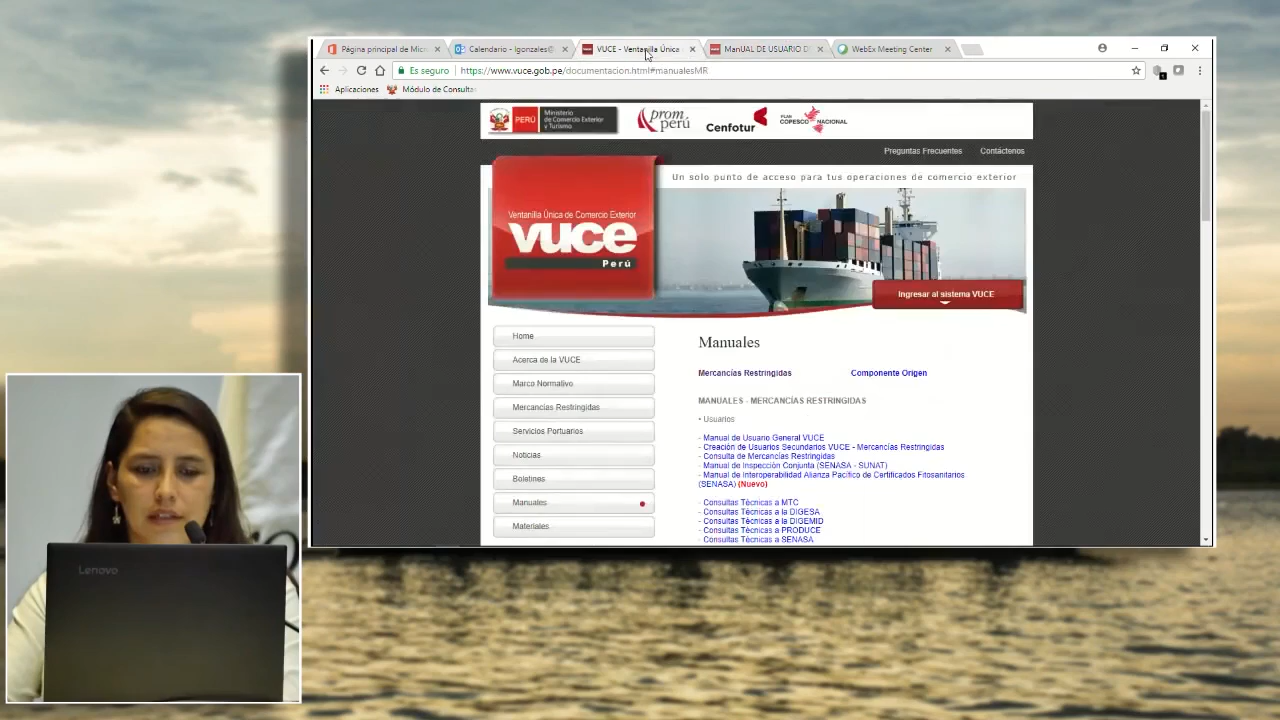 Página principal de Micr
Calendario - lgonzales@
VUCE - Ventanilla Única
ManUAL DE USUARIO D
WebEx Meeting Center
Es seguro
https://www.vuce.gob.pe/documentacion.html#manualesMR
Aplicaciones
Módulo de Consulta
PERÚ
Ministerio
de Comercio Exterior
y Turismo
prom
perú
Cenfotur
PLAN
COPESCO NACIONAL
Preguntas Frecuentes
Contáctenos
Un solo punto de acceso para tus operaciones de comercio exterior
Ventanilla Única de Comercio Exterior
vuce
Perú
Ingresar al sistema VUCE
Home
Acerca de la VUCE
Marco Normativo
Mercancías Restringidas
Servicios Portuarios
Noticias
Boletines
Manuales
Materiales
Manuales
Mercancías Restringidas
Componente Origen
MANUALES - MERCANCÍAS RESTRINGIDAS
• Usuarios
- Manual de Usuario General VUCE
- Creación de Usuarios Secundarios VUCE - Mercancías Restringidas
- Consulta de Mercancías Restringidas
- Manual de Inspección Conjunta (SENASA - SUNAT)
- Manual de Interoperabilidad Alianza Pacífico de Certificados Fitosanitarios
(SENASA) (Nuevo)
- Consultas Técnicas a MTC
- Consultas Técnicas a la DIGESA
- Consultas Técnicas a la DIGEMID
- Consultas Técnicas a PRODUCE
- Consultas Técnicas a SENASA
Lenovo